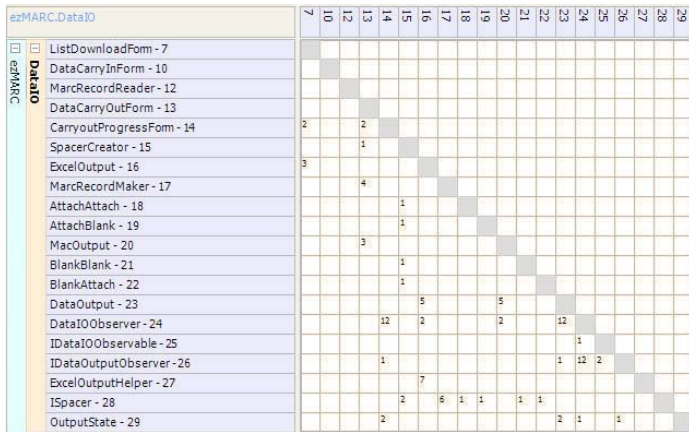 ezMARC.DataIO 7 10 12 13 14 15 16 17 18 19 20 21 22 23 24 25 26 27 28 29
ezMARC
DataIO
ListDownloadFom - 7
DataCarryInForm - 10
MarcRecordReader - 12
DataCarryOutForm - 13
CarryoutProgressFom - 14 2 2
SpacerCreator - 15 1
ExcelOutput - 16 3
MarcRecordMaker - 17 4
AttachAttach - 18 1
AttachBlank - 19 1
MacOutput - 20 3
BlankBlank - 21 1
BlankAttach - 22 1
DataOutput - 23 5 5
DataIOObserver - 24 12 2 2 12
IDataIOObservable - 25 1
IDataOutputObserver - 26 1 1 12 2
ExcelOutputHelper - 27 7
ISpacer - 28 2 6 1 1 1 1
OutputState - 29 2 2 1 1